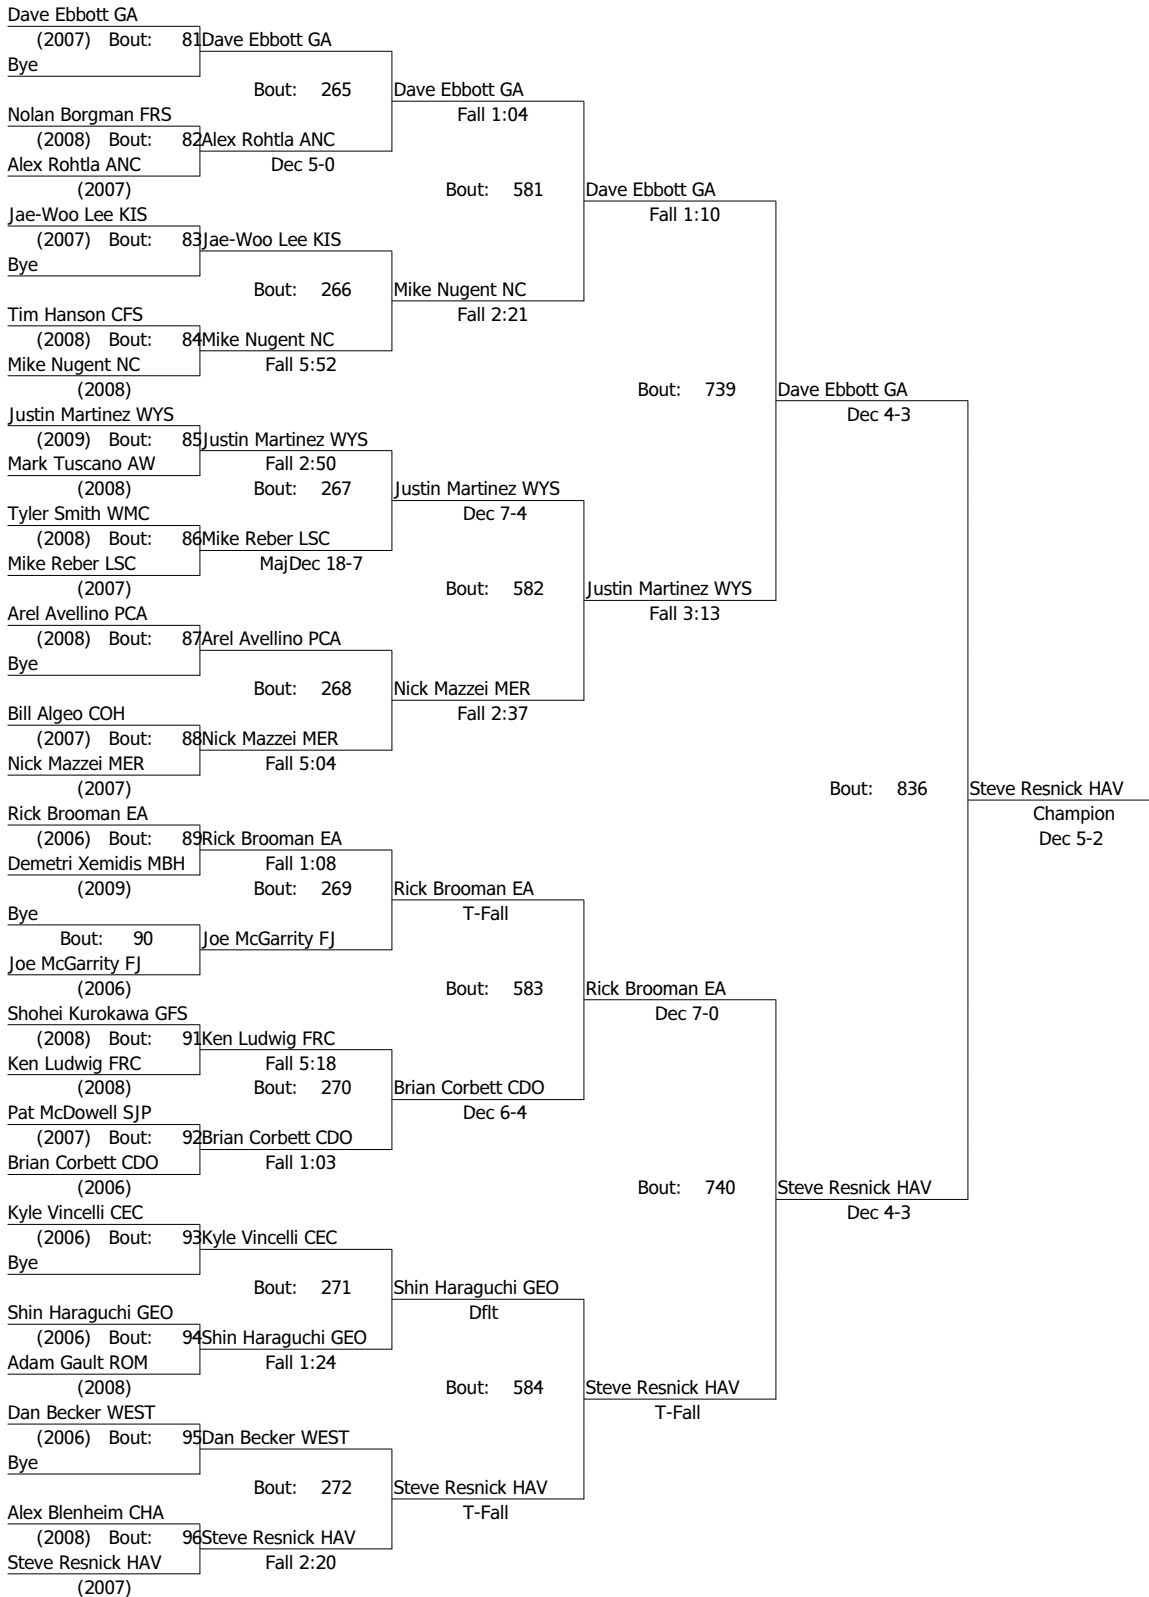 Dave Ebbott GA
(2007) Bout: 81
Bye
Dave Ebbott GA
Bout: 265
Nolan Borgman FRS
(2008) Bout: 82
Alex Rohtla ANC
(2007)
Alex Rohtla ANC
Dec 5-0
Dave Ebbott GA
Fall 1:04
Bout: 581
Jae-Woo Lee KIS
(2007) Bout: 83
Bye
Jae-Woo Lee KIS
Bout: 266
Tim Hanson CFS
(2008) Bout: 84
Mike Nugent NC
(2008)
Mike Nugent NC
Fall 5:52
Mike Nugent NC
Fall 2:21
Dave Ebbott GA
Fall 1:10
Bout: 739
Justin Martinez WYS
(2009) Bout: 85
Mark Tuscano AW
(2008)
Justin Martinez WYS
Fall 2:50
Bout: 267
Tyler Smith WMC
(2008) Bout: 86
Mike Reber LSC
(2007)
Mike Reber LSC
MajDec 18-7
Justin Martinez WYS
Dec 7-4
Bout: 582
Arel Avellino PCA
(2008) Bout: 87
Bye
Arel Avellino PCA
Bout: 268
Bill Algeo COH
(2007) Bout: 88
Nick Mazzei MER
(2007)
Nick Mazzei MER
Fall 5:04
Nick Mazzei MER
Fall 2:37
Justin Martinez WYS
Fall 3:13
Dave Ebbott GA
Dec 4-3
Bout: 836
Rick Brooman EA
(2006) Bout: 89
Demetri Xemidis MBH
(2009)
Rick Brooman EA
Fall 1:08
Bout: 269
Bye
Bout: 90
Joe McGarrity FJ
(2006)
Joe McGarrity FJ
Rick Brooman EA
T-Fall
Bout: 583
Shohei Kurokawa GFS
(2008) Bout: 91
Ken Ludwig FRC
(2008)
Ken Ludwig FRC
Fall 5:18
Bout: 270
Pat McDowell SJP
(2007) Bout: 92
Brian Corbett CDO
(2006)
Brian Corbett CDO
Fall 1:03
Brian Corbett CDO
Dec 6-4
Rick Brooman EA
Dec 7-0
Bout: 740
Kyle Vincelli CEC
(2006) Bout: 93
Bye
Kyle Vincelli CEC
Bout: 271
Shin Haraguchi GEO
(2006) Bout: 94
Adam Gault ROM
(2008)
Shin Haraguchi GEO
Fall 1:24
Shin Haraguchi GEO
Dflt
Bout: 584
Dan Becker WEST
(2006) Bout: 95
Bye
Dan Becker WEST
Bout: 272
Alex Blenheim CHA
(2008) Bout: 96
Steve Resnick HAV
(2007)
Steve Resnick HAV
Fall 2:20
Steve Resnick HAV
T-Fall
Steve Resnick HAV
T-Fall
Steve Resnick HAV
Dec 4-3
Steve Resnick HAV
Champion
Dec 5-2